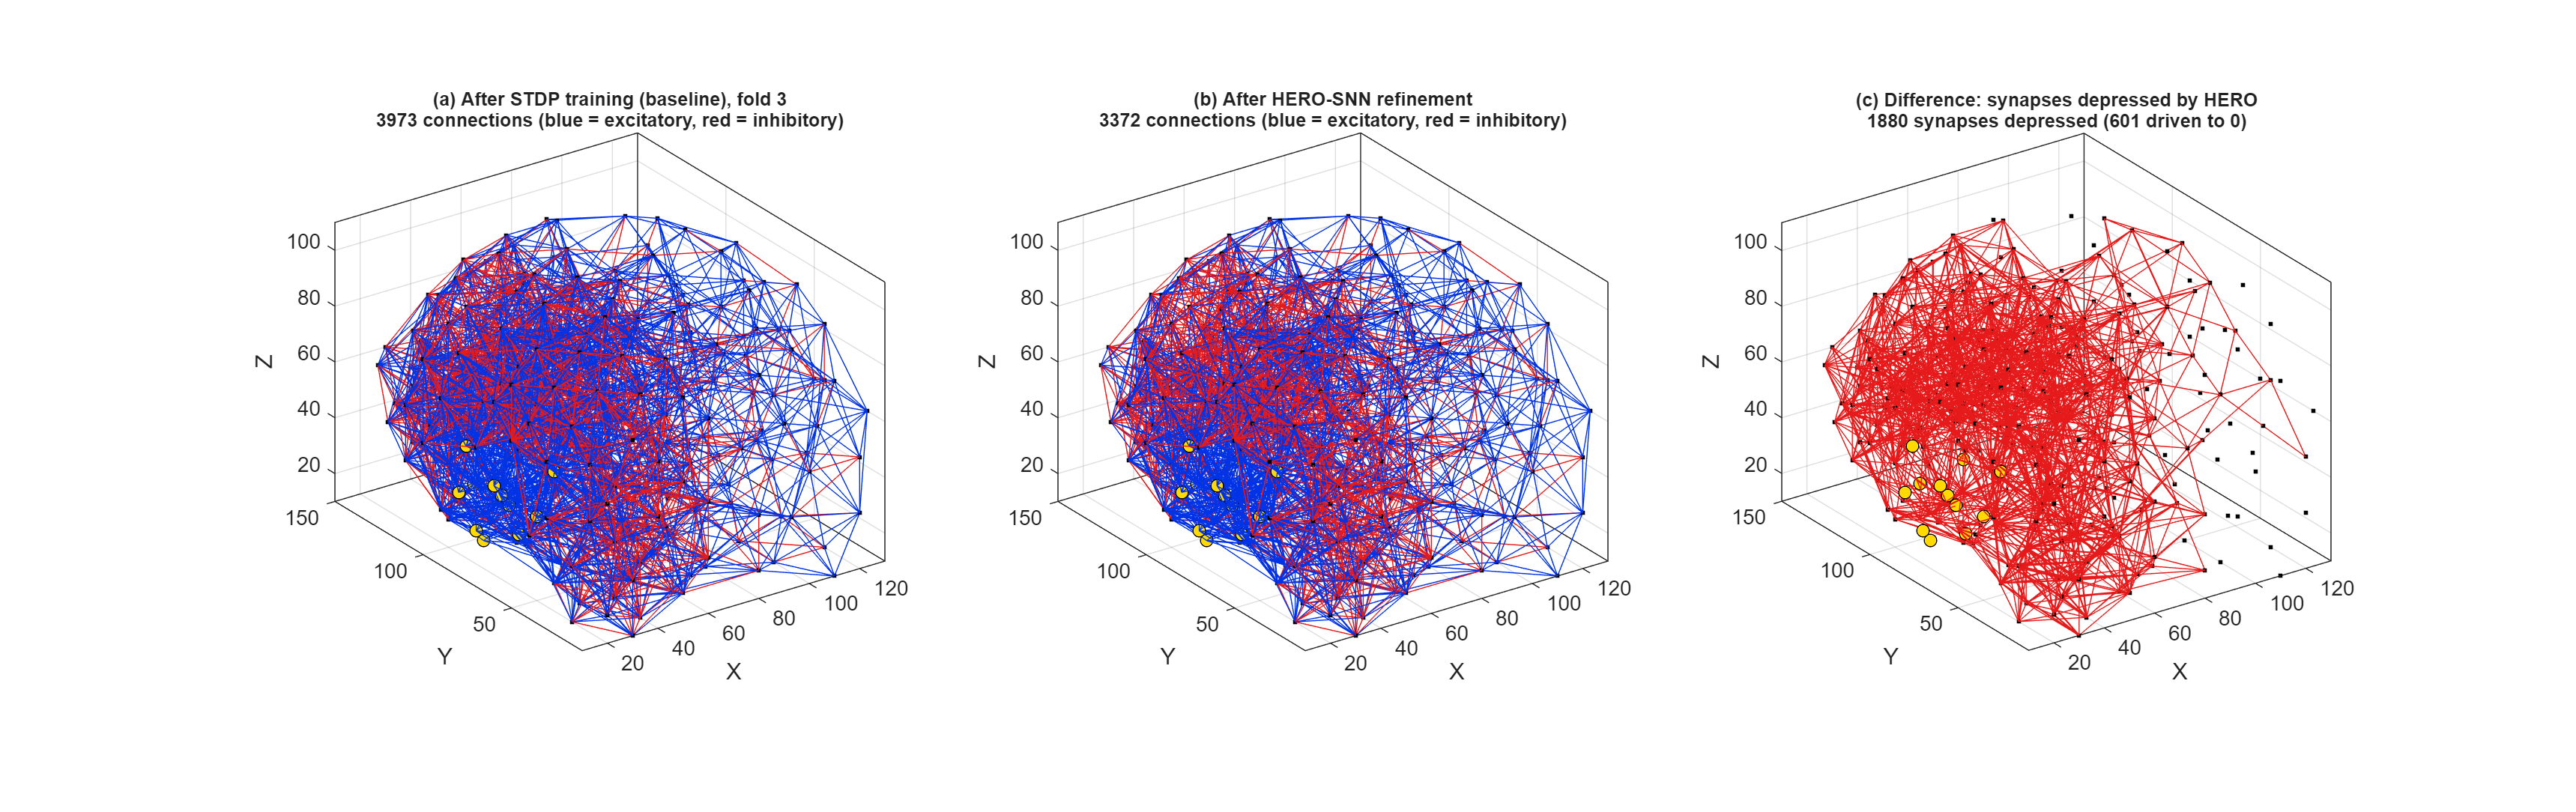 (a) After STDP training (baseline), fold 3
3973 connections (blue = excitatory, red = inhibitory)
100
80
60
40
20
Z
150
100
50
Y
20
40
60
80
100
120
X
(b) After HERO-SNN refinement
3372 connections (blue = excitatory, red = inhibitory)
100
80
60
40
20
Z
150
100
50
Y
20
40
60
80
100
120
X
(c) Difference: synapses depressed by HERO
1880 synapses depressed (601 driven to 0)
100
80
60
40
20
Z
150
100
50
Y
20
40
60
80
100
120
X